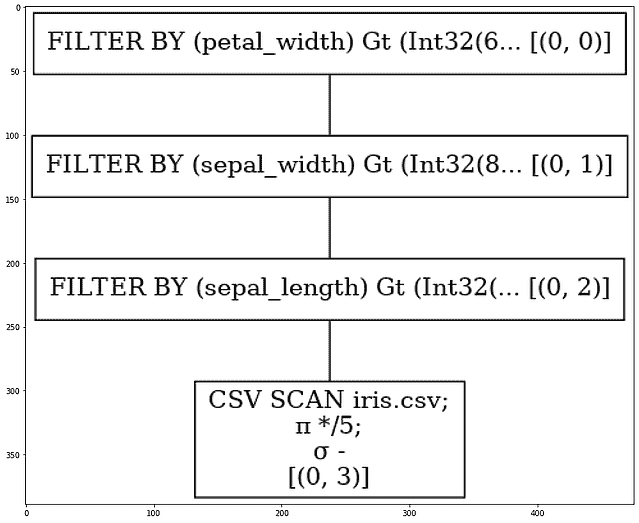 0
FILTER BY (petal_width) Gt (Int32(6... [(0, 0)]
50
100
FILTER BY (sepal_width) Gt (Int32(8... [(0, 1)]
150
200
FILTER BY (sepal_length) Gt (Int32(... [(0, 2)]
250
300
CSV SCAN iris.csv;
π */5;
σ -
[(0, 3)]
350
0 100 200 300 400